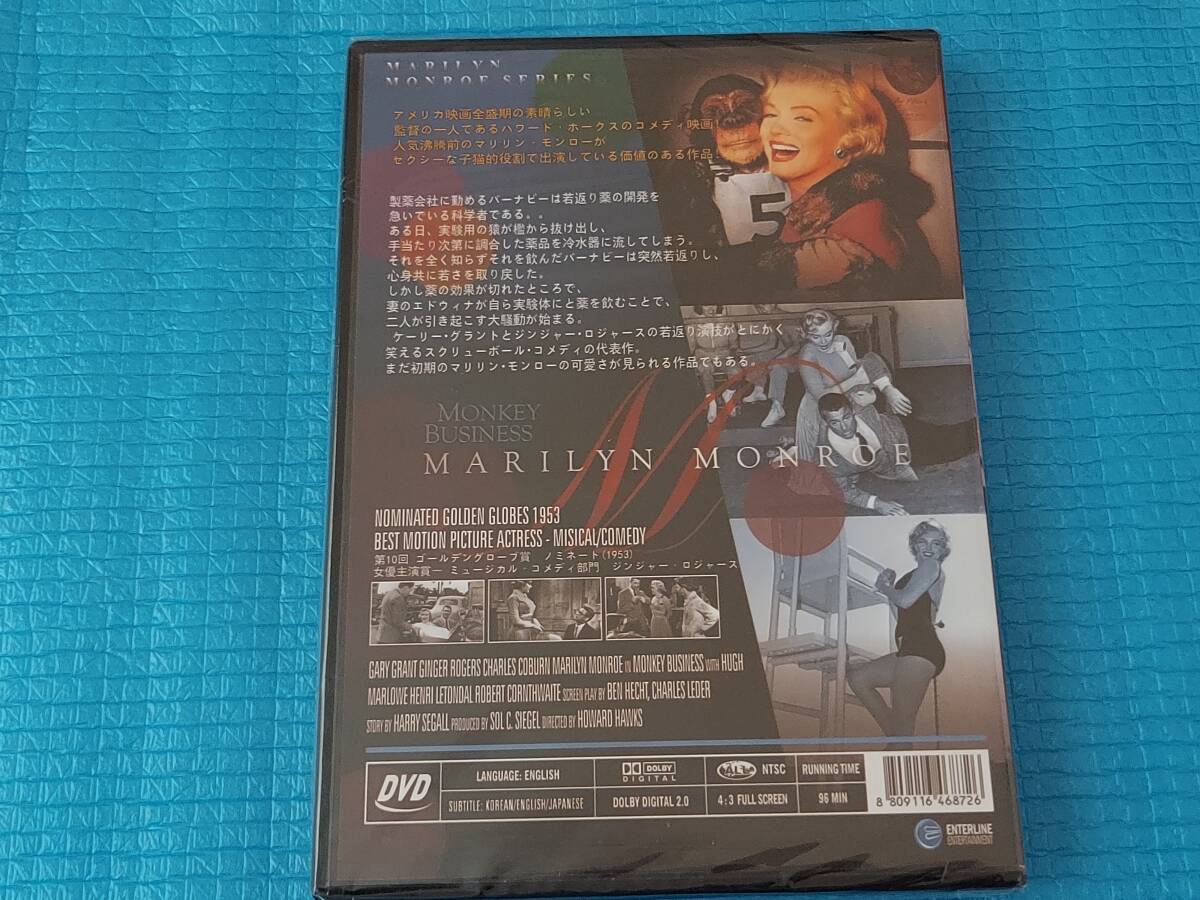 MARILYN
MONROE SERIES
アメリカ映画全盛期の素晴らしい
監督の一人であるハワード・ホークスのコメディ映画
人気沸騰前のマリリン・モンローが
セクシーな子猫的役割で出演している価値のある作品!
5
製薬会社に勤めるバーナビーは若返り薬の開発を
急いでいる科学者である。。
ある日、実験用の猿が檻から抜け出し、
手当たり次第に調合した薬品を冷水器に流してしまう。
それを全く知らずそれを飲んだバーナビーは突然若返りし、
心身共に若さを取り戻した。
しかし薬の効果が切れたところで、
妻のエドウィナが自ら実験体にと薬を飲むことで、
二人が引き起こす大騒動が始まる。
ケーリー・グラントとジンジャー・ロジャースの若返り演技がとにかく
笑えるスクリューボール・コメディの代表作。
まだ初期のマリリン・モンローの可愛さが見られる作品でもある。
MONKEY
BUSINESS
M
MARILYN MONROE
NOMINATED GOLDEN GLOBES 1953
BEST MOTION PICTURE ACTRESS - MISICAL/COMEDY
第10回 ゴールデングローブ賞 ノミネート(1953)
女優主演賞― ミュージカル・コメディ部門 ジンジャー・ロジャース
GARY GRANT GINGER ROGERS CHARLES COBURN MARILYN MONROE IN MONKEY BUSINESS WITH HUGH
MARLOWE HENRI LETONDAL ROBERT CORNTHWAITE SCREEN PLAY BY BEN HECHT, CHARLES LEDER
STORY BY HARRY SEGALL PRODUCED BY SOL C. SIEGEL DIRECTED BY HOWARD HAWKS
DVD
LANGUAGE: ENGLISH
SUBTITLE: KOREAN/ENGLISH/JAPANESE
DOLBY DIGITAL
DOLBY DIGITAL 2.0
ALL NTSC
4:3 FULL SCREEN
RUNNING TIME
96 MIN
8 809116 468726
ENTERLINE
ENTERTAINMENT